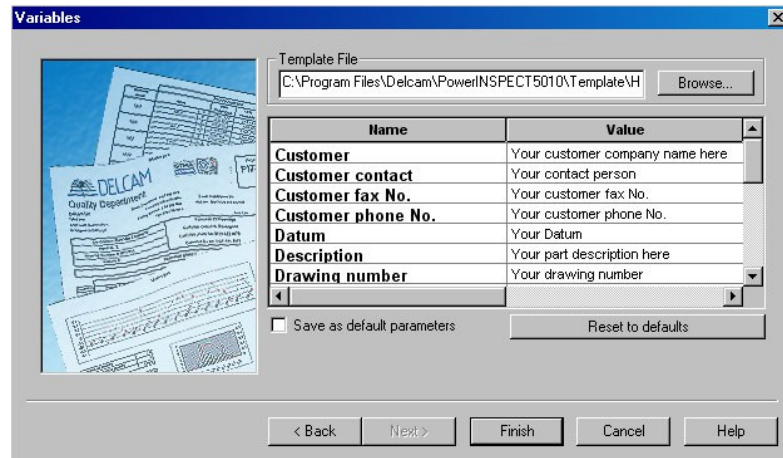 Variables
DELCAM
Quality Department
Template File
C:\Program Files\Delcam\PowerINSPECT5010\Template\H
Browse...
Name Value
Customer Your customer company name here
Customer contact Your contact person
Customer fax No. Your customer fax No.
Customer phone No. Your customer phone No.
Datum Your Datum
Description Your part description here
Drawing number Your drawing number
Save as default parameters
Reset to defaults
< Back
Next >
Finish
Cancel
Help